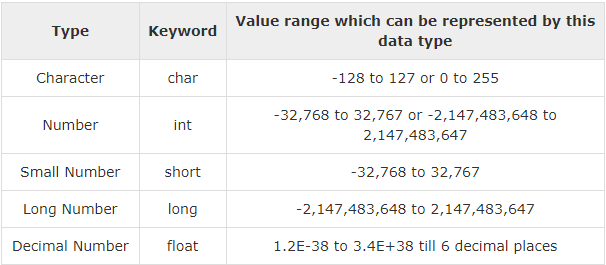 Type Keyword Value range which can be represented by this
data type
Character char -128 to 127 or 0 to 255
Number int -32,768 to 32,767 or -2,147,483,648 to
2,147,483,647
Small Number short -32,768 to 32,767
Long Number long -2,147,483,648 to 2,147,483,647
Decimal Number float 1.2E-38 to 3.4E+38 till 6 decimal places